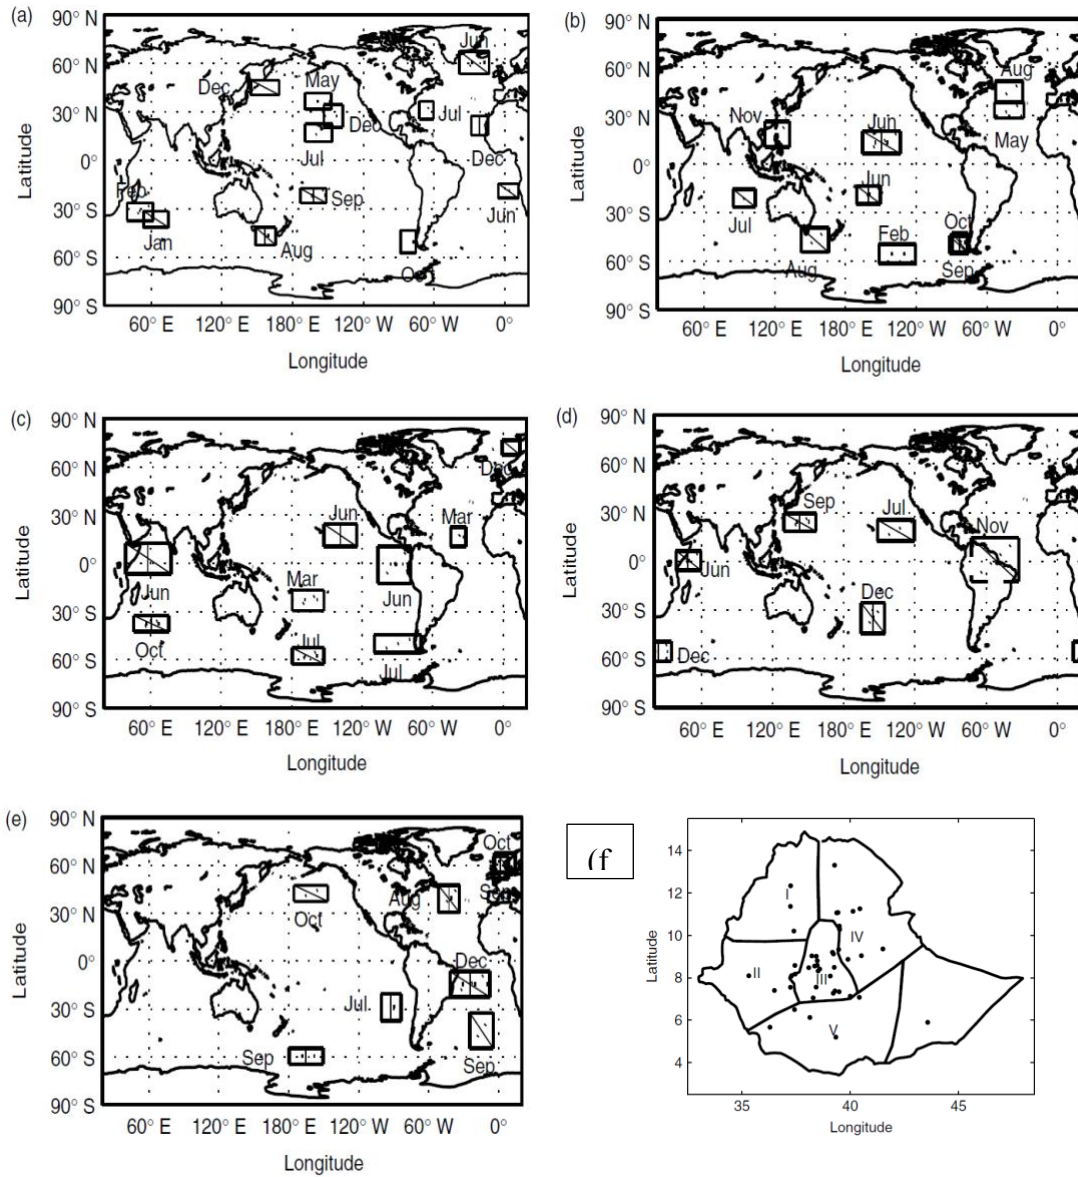 (a)
90° N
60° N
30° N
0°
30° S
60° S
90° S
Latitude
Jun
Dec
May
Dec
Jul
Jul
Dec
Feb
Sep
Jun
Jan
Aug
Oct
60° E 120° E 180° E 120° W 60° W 0°
Longitude
(b)
90° N
60° N
30° N
0°
30° S
60° S
90° S
Latitude
Aug
Nov
Jun
May
Jun
Jul
Feb
Oct
Aug
Sep
60° E 120° E 180° E 120° W 60° W 0°
Longitude
(c)
90° N
60° N
30° N
0°
30° S
60° S
90° S
Latitude
Dec
Jun
Mar
Jun
Mar
Jun
Oct
Jul
Jul
60° E 120° E 180° E 120° W 60° W 0°
Longitude
(d)
90° N
60° N
30° N
0°
30° S
60° S
90° S
Latitude
Sep
Jul
Nov
Jun
Dec
Dec
60° E 120° E 180° E 120° W 60° W 0°
Longitude
(e)
90° N
60° N
30° N
0°
30° S
60° S
90° S
Latitude
Oct
Aug
Sep
Oct
Dec
Jul
Sep
Sep
60° E 120° E 180° E 120° W 60° W 0°
Longitude
(f
14
12
10
8
6
4
Latitude
I
IV
II
III
V
35 40 45
Longitude